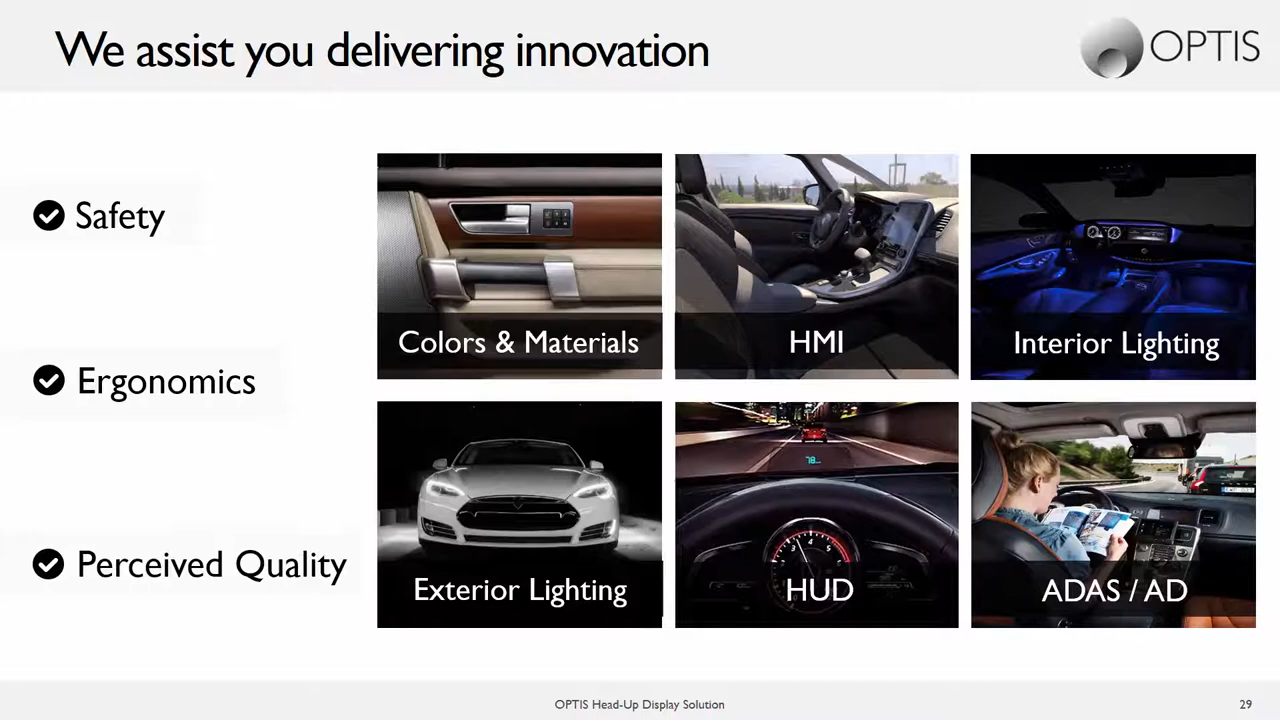 We assist you delivering innovation
OPTIS
Safety
Ergonomics
Perceived Quality
Colors & Materials
HMI
Interior Lighting
Exterior Lighting
HUD
ADAS / AD
OPTIS Head-Up Display Solution
29